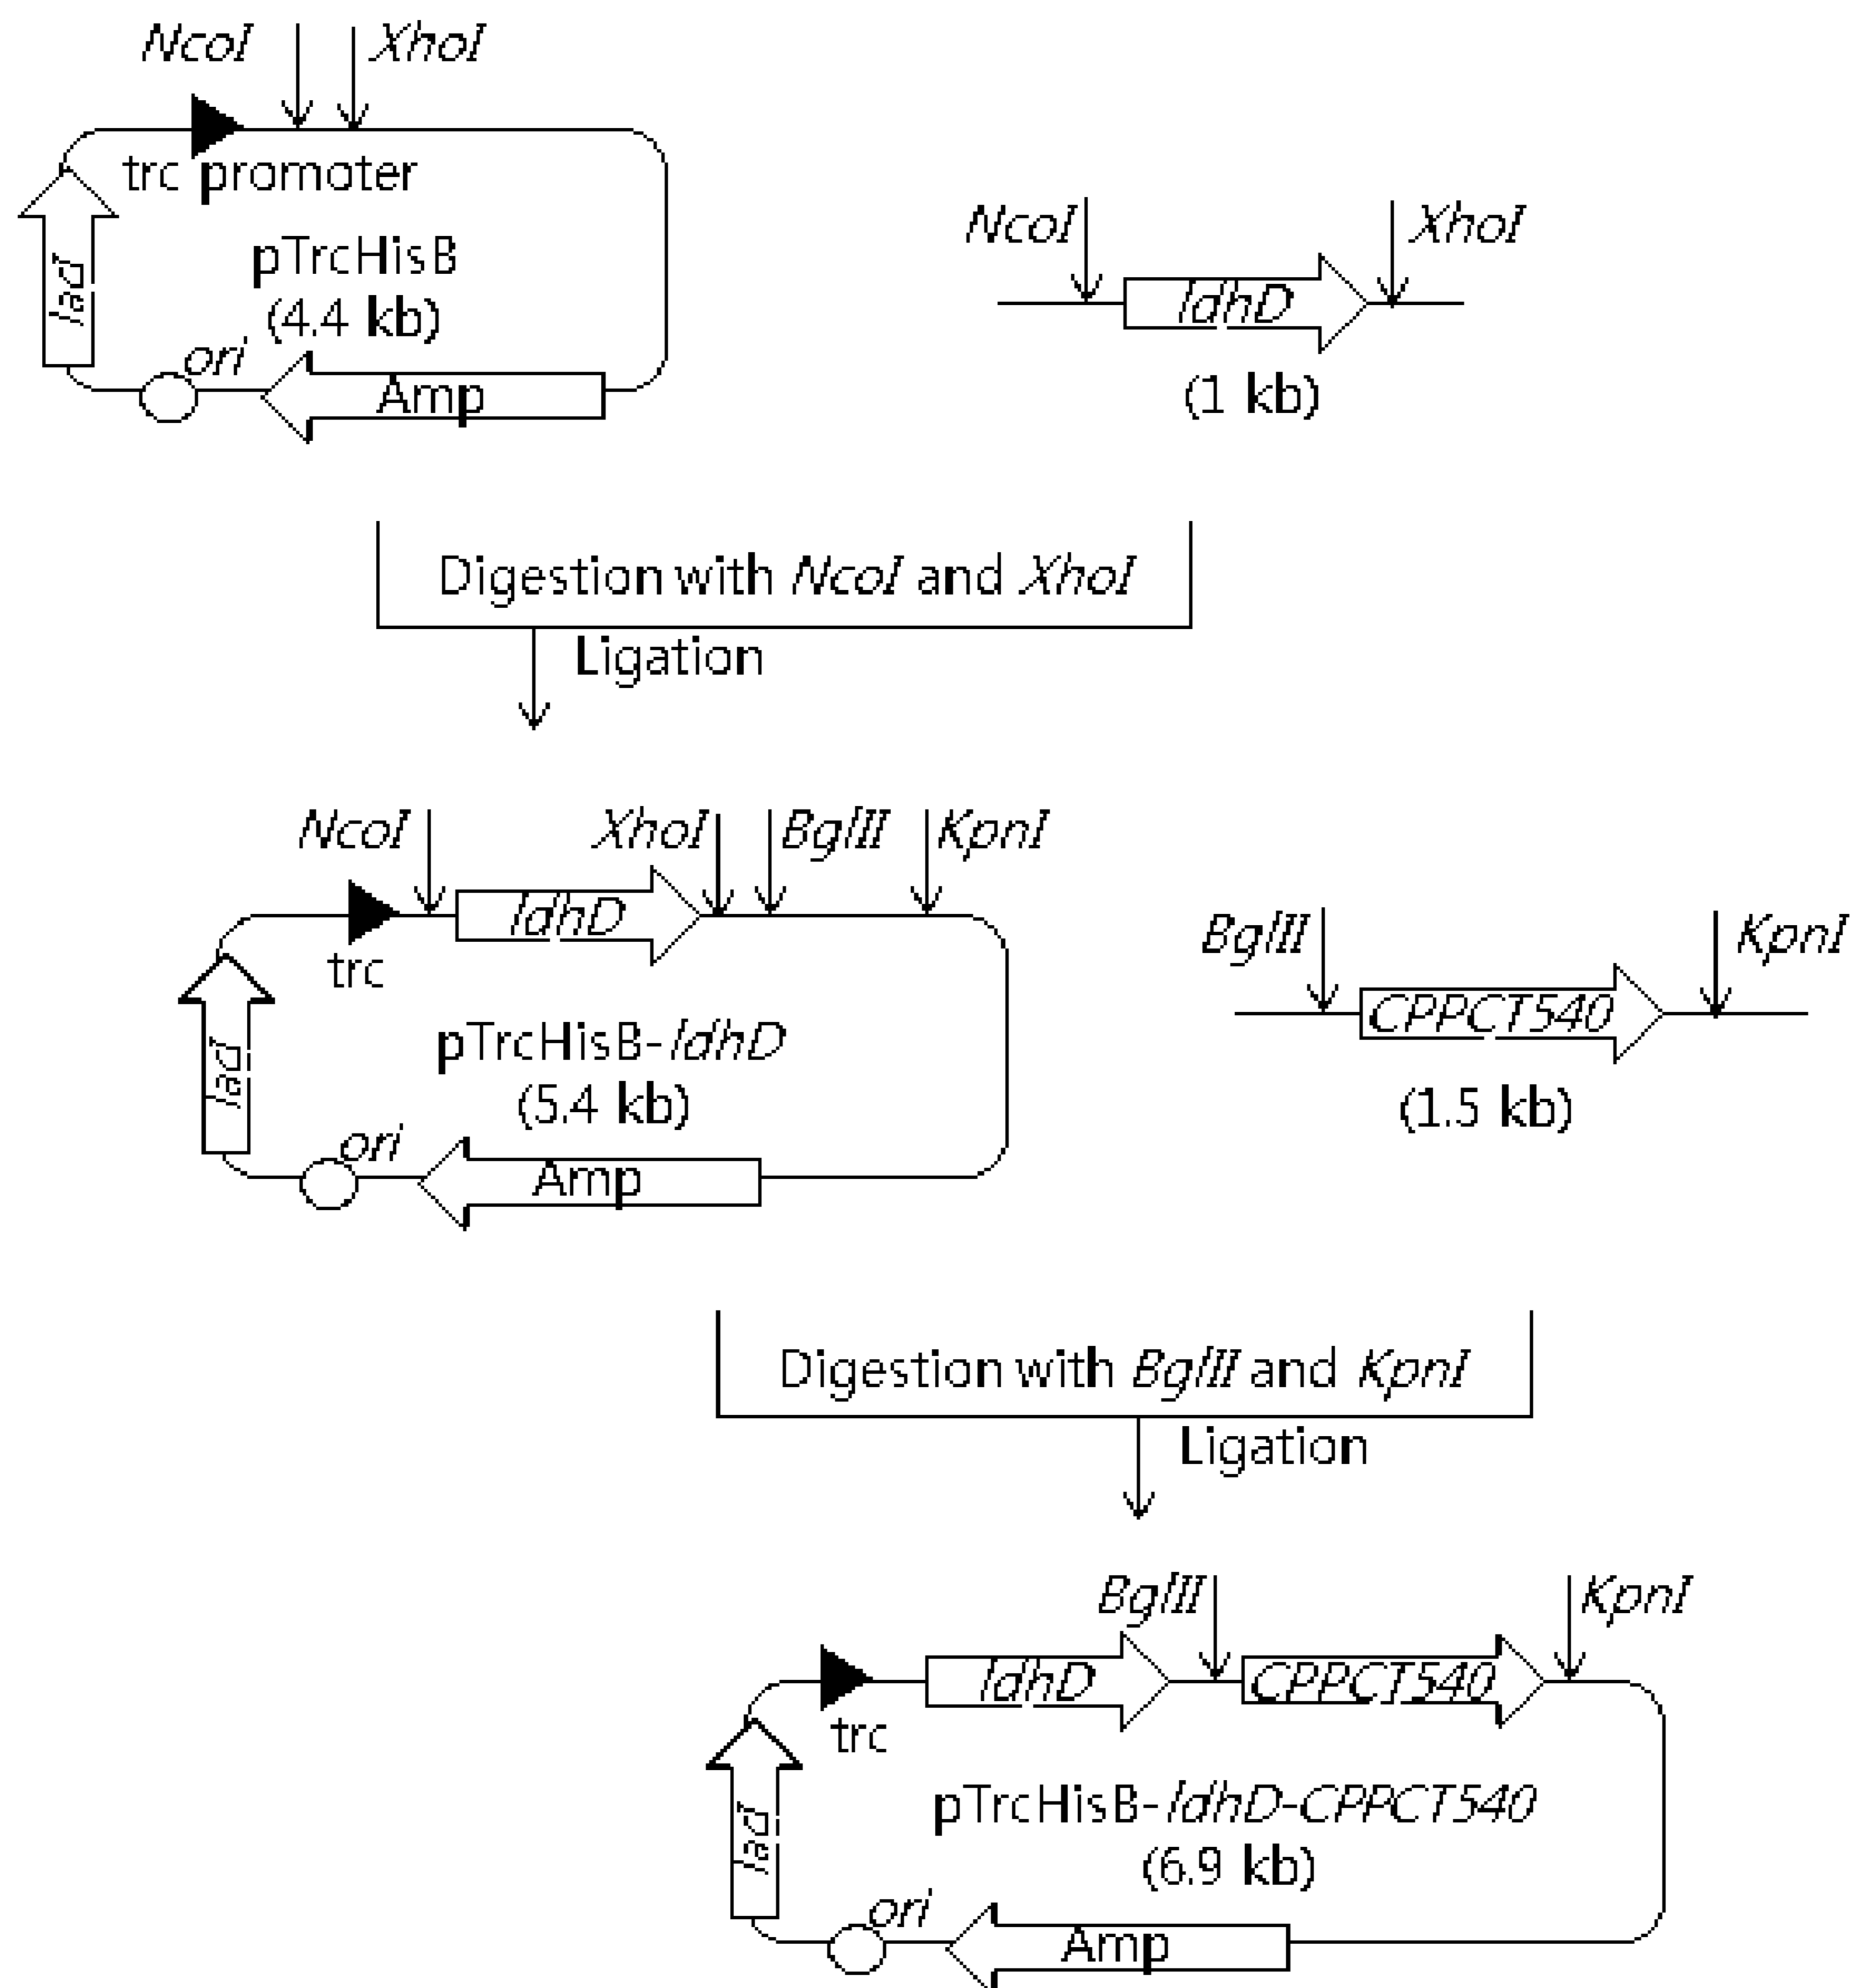 NcoI XhoI
trc promoter
lacI
pTrcHisB
(4.4 kb)
ori
Amp
NcoI XhoI
ldhD
(1 kb)
Digestion with NcoI and XhoI
Ligation
NcoI XhoI BglII KpnI
ldhD
trc
lacI
pTrcHisB-ldhD
(5.4 kb)
ori
Amp
BglII KpnI
CPPCT540
(1.5 kb)
Digestion with BglII and KpnI
Ligation
BglII KpnI
ldhD CPPCT540
trc
lacI
pTrcHisB-ldhD-CPPCT540
(6.9 kb)
ori
Amp